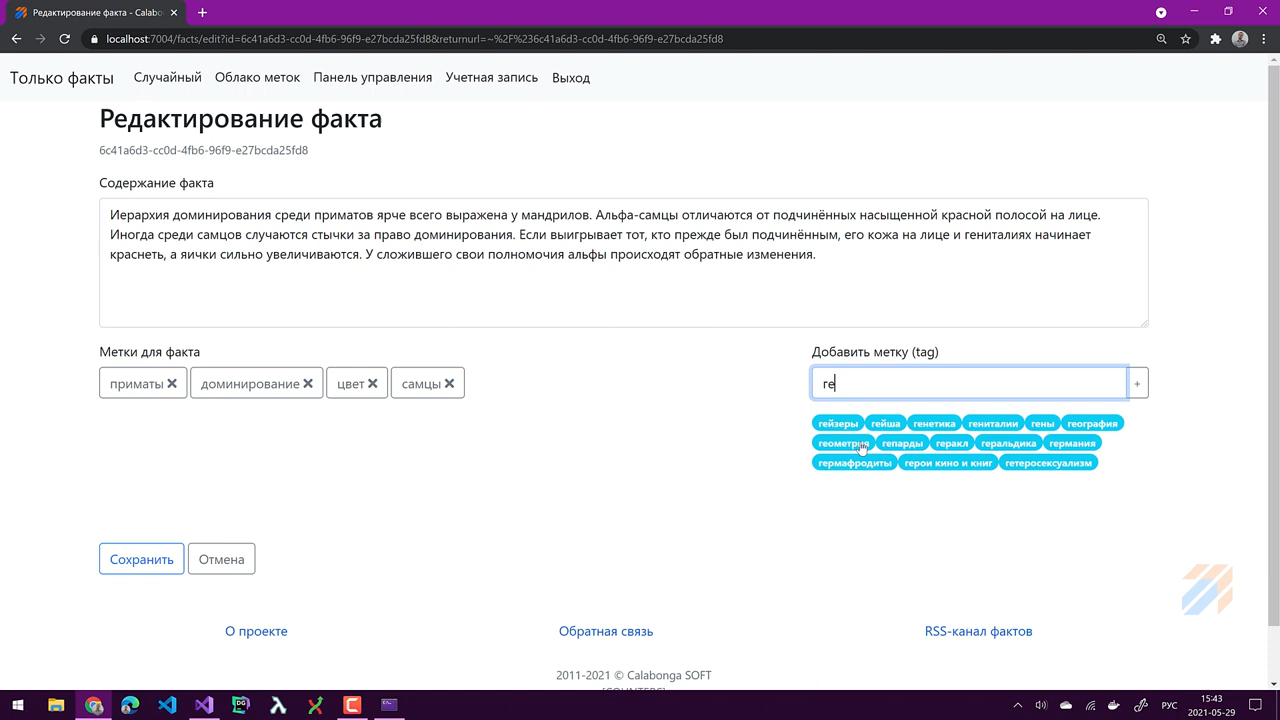 Редактирование факта - Calabo
localhost:7004/facts/edit?id=6c41a6d3-cc0d-4fb6-96f9-e27bcda25fd8&returnurl=~%2F%236c41a6d3-cc0d-4fb6-96f9-e27bcda25fd8
Только факты Случайный Облако меток Панель управления Учетная запись Выход
Редактирование факта
6c41a6d3-cc0d-4fb6-96f9-e27bcda25fd8
Содержание факта
Иерархия доминирования среди приматов ярче всего выражена у мандрилов. Альфа-самцы отличаются от подчинённых насыщенной красной полосой на лице.
Иногда среди самцов случаются стычки за право доминирования. Если выигрывает тот, кто прежде был подчинённым, его кожа на лице и гениталиях начинает
краснеть, а яички сильно увеличиваются. У сложившего свои полномочия альфы происходят обратные изменения.
Метки для факта
приматы доминирование цвет самцы
Добавить метку (tag)
ге +
гейзеры гейша генетика гениталии гены география
геометрия гепарды геракл геральдика германия
гермафродиты герои кино и книг гетеросексуализм
Сохранить Отмена
О проекте Обратная связь RSS-канал фактов
2011-2021 © Calabonga SOFT
[COUNTERS]
РУС
15:43
2021-05-29